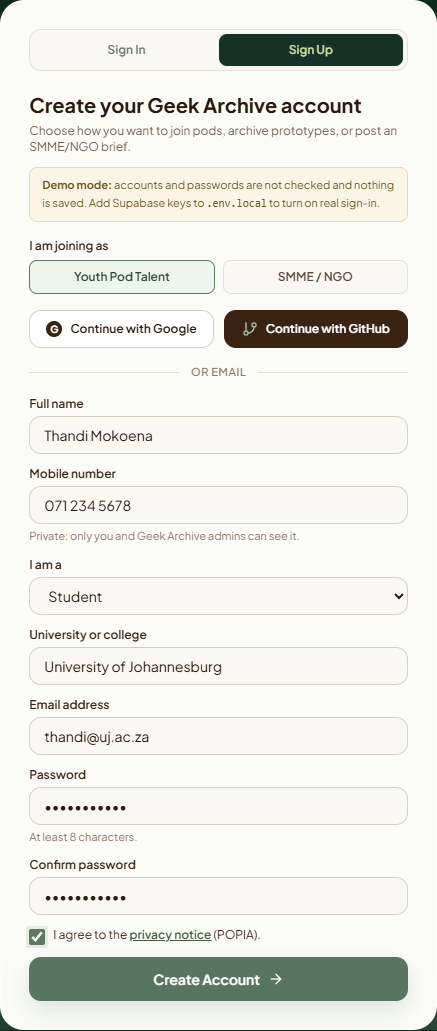 Sign In
Sign Up
Create your Geek Archive account
Choose how you want to join pods, archive prototypes, or post an
SMME/NGO brief.
Demo mode: accounts and passwords are not checked and nothing
is saved. Add Supabase keys to .env.local to turn on real sign-in.
I am joining as
Youth Pod Talent
SMME / NGO
G Continue with Google
Continue with GitHub
OR EMAIL
Full name
Thandi Mokoena
Mobile number
071 234 5678
Private: only you and Geek Archive admins can see it.
I am a
Student
University or college
University of Johannesburg
Email address
thandi@uj.ac.za
Password
•••••••••••
At least 8 characters.
Confirm password
•••••••••••
I agree to the privacy notice (POPIA).
Create Account →